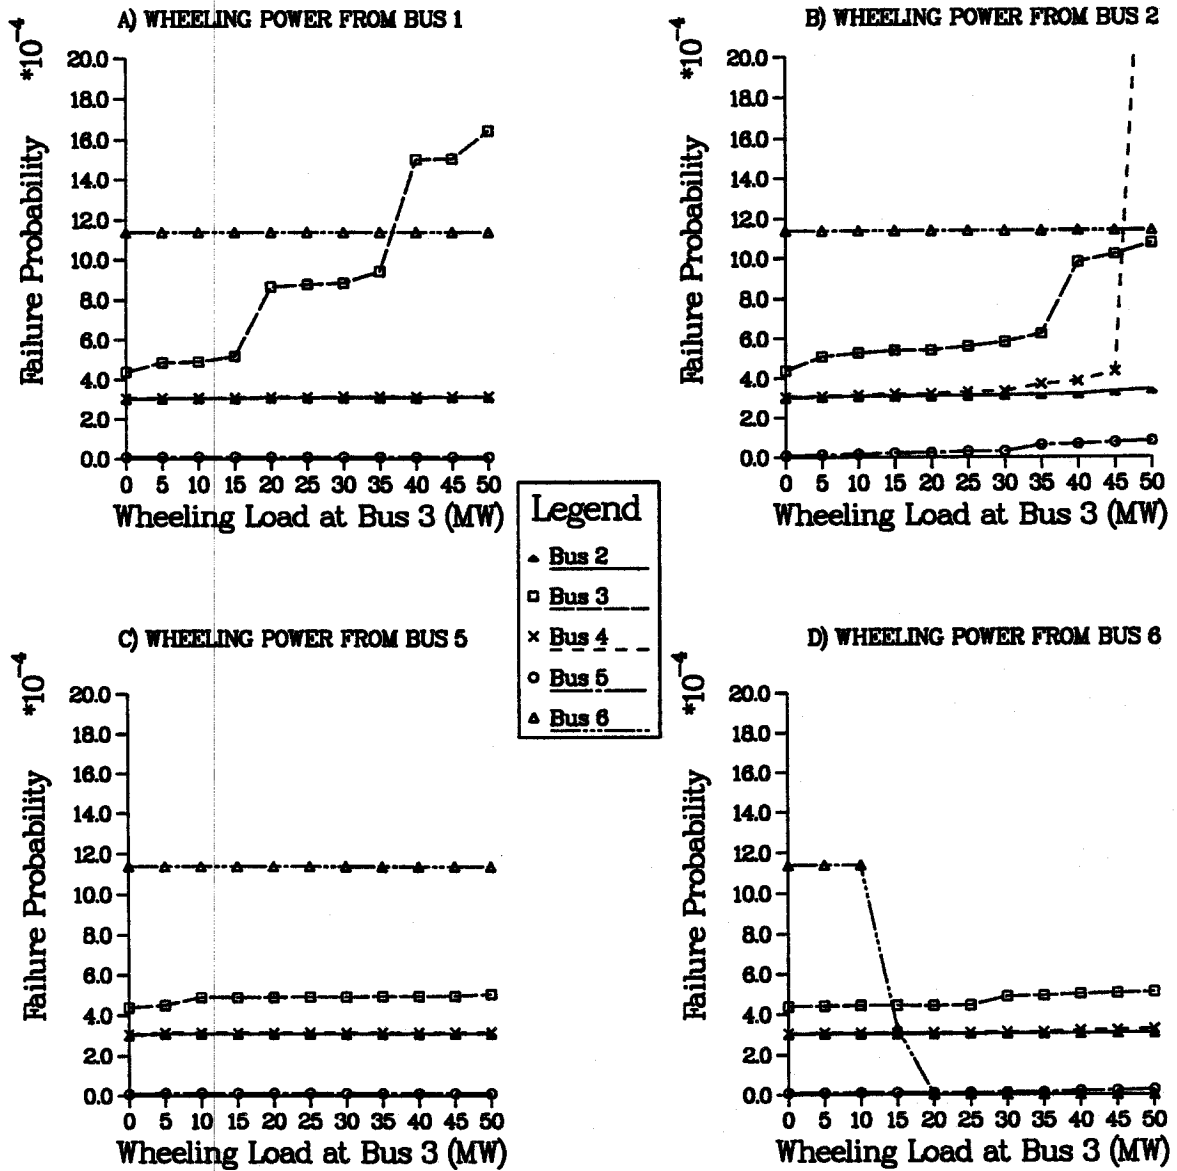 A) WHEELING POWER FROM BUS 1
*10-4
Failure Probability
20.0
18.0
16.0
14.0
12.0
10.0
8.0
6.0
4.0
2.0
0.0
0 5 10 15 20 25 30 35 40 45 50
Wheeling Load at Bus 3 (MW)
B) WHEELING POWER FROM BUS 2
*10-4
Failure Probability
20.0
18.0
16.0
14.0
12.0
10.0
8.0
6.0
4.0
2.0
0.0
0 5 10 15 20 25 30 35 40 45 50
Wheeling Load at Bus 3 (MW)
Legend
Bus 2
Bus 3
Bus 4
Bus 5
Bus 6
C) WHEELING POWER FROM BUS 5
*10-4
Failure Probability
20.0
18.0
16.0
14.0
12.0
10.0
8.0
6.0
4.0
2.0
0.0
0 5 10 15 20 25 30 35 40 45 50
Wheeling Load at Bus 3 (MW)
D) WHEELING POWER FROM BUS 6
*10-4
Failure Probability
20.0
18.0
16.0
14.0
12.0
10.0
8.0
6.0
4.0
2.0
0.0
0 5 10 15 20 25 30 35 40 45 50
Wheeling Load at Bus 3 (MW)